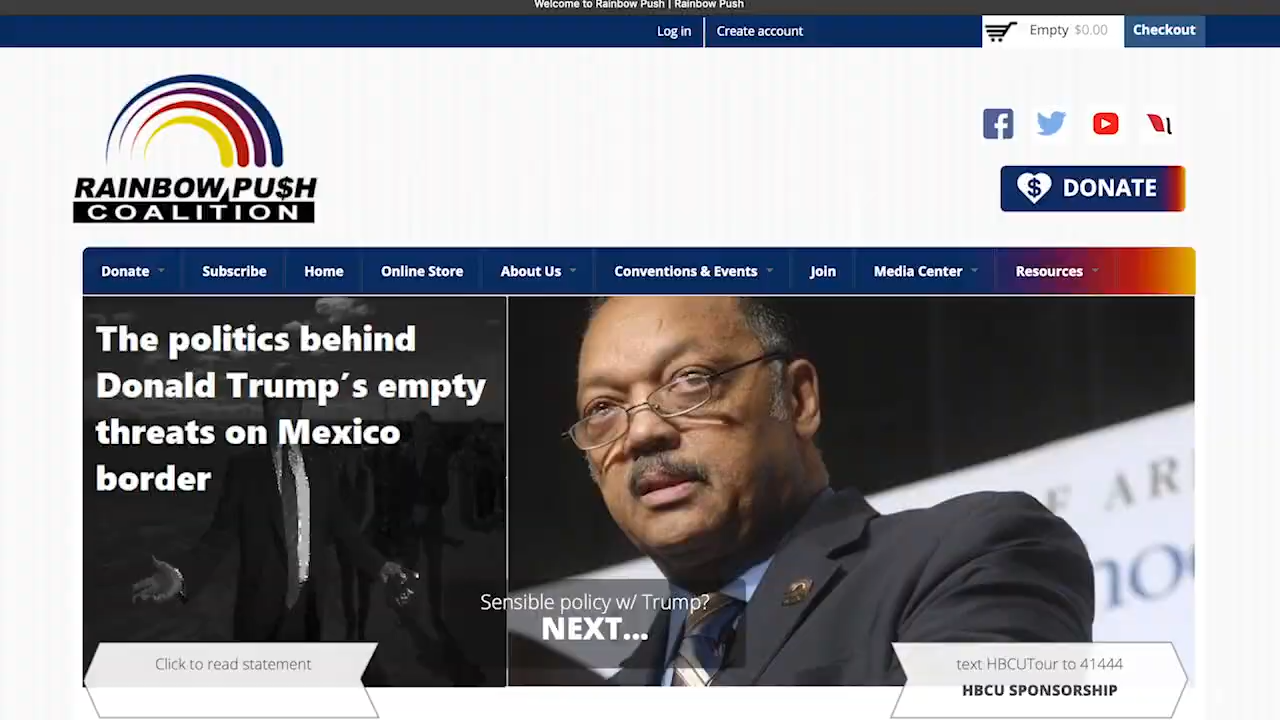 Welcome to Rainbow Push | Rainbow Push
Log in
Create account
Empty $0.00
Checkout
RAINBOW PU$H
COALITION
DONATE
Donate
Subscribe
Home
Online Store
About Us
Conventions & Events
Join
Media Center
Resources
The politics behind
Donald Trump´s empty
threats on Mexico
border
F AR
Sensible policy w/ Trump?
NEXT...
Click to read statement
text HBCUTour to 41444
HBCU SPONSORSHIP